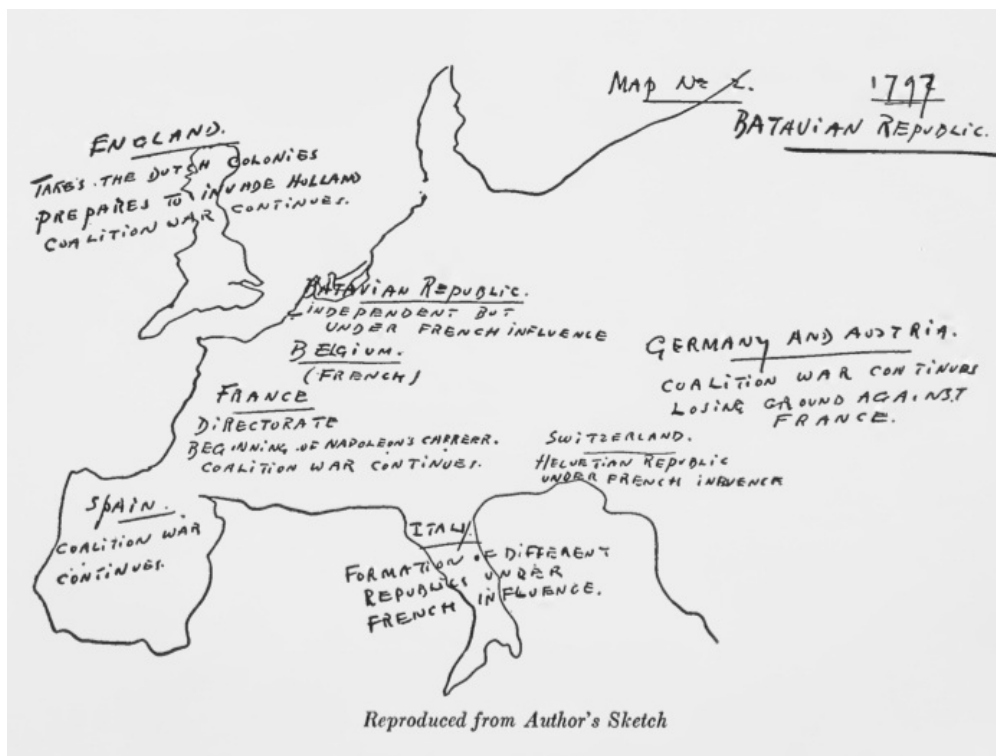 MAP No 2.
1797
BATAVIAN REPUBLIC.
ENGLAND.
TAKES THE DUTCH COLONIES
PREPARES TO INVADE HOLLAND
COALITION WAR CONTINUES.
BATAVIAN REPUBLIC.
INDEPENDENT BUT
UNDER FRENCH INFLUENCE
BELGIUM.
(FRENCH)
GERMANY AND AUSTRIA.
COALITION WAR CONTINUES
LOSING GROUND AGAINST
FRANCE.
FRANCE
DIRECTORATE
BEGINNING OF NAPOLEON'S CARREER.
COALITION WAR CONTINUES.
SWITZERLAND.
HELVETIAN REPUBLIC
UNDER FRENCH INFLUENCE
SPAIN.
COALITION WAR
CONTINUES.
ITALY.
FORMATION OF DIFFERENT
REPUBLICS UNDER
FRENCH INFLUENCE.
Reproduced from Author's Sketch